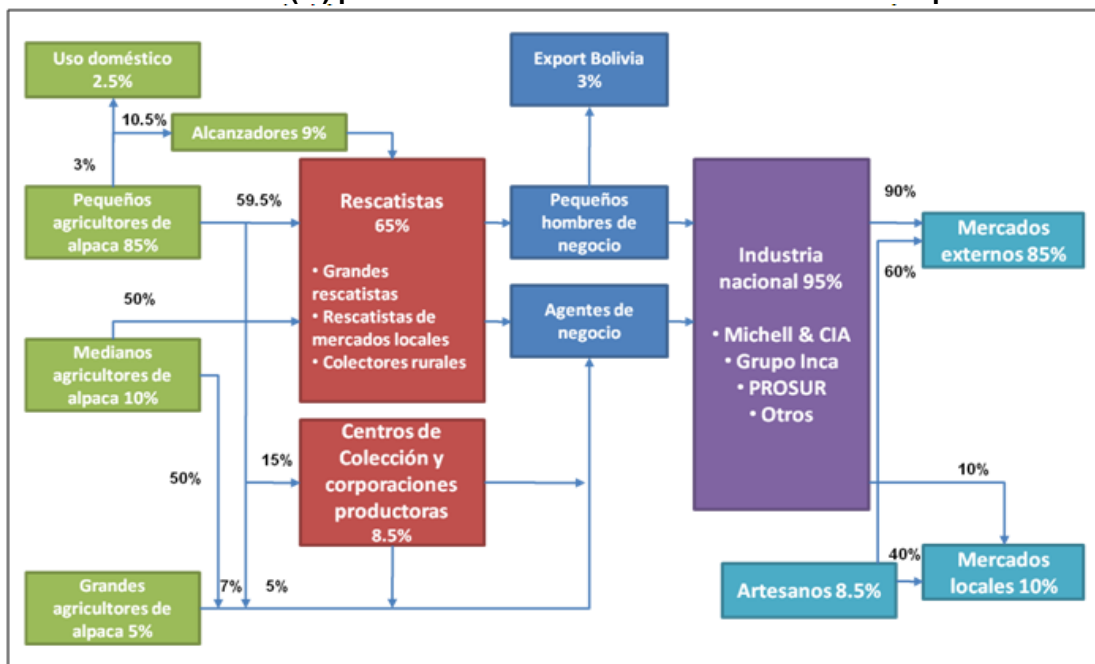 Uso doméstico
2.5%
Export Bolivia
3%
10.5%
Alcanzadores 9%
3%
Pequeños
agricultores de
alpaca 85%
59.5%
Rescatistas
65%
• Grandes
rescatistas
• Rescatistas de
mercados locales
• Colectores rurales
Pequeños
hombres de
negocio
Industria
nacional 95%
• Michell & CIA
• Grupo Inca
• PROSUR
• Otros
90%
Mercados
externos 85%
60%
50%
Agentes de
negocio
Medianos
agricultores de
alpaca 10%
50%
15%
Centros de
Colección y
corporaciones
productoras
8.5%
10%
Grandes
agricultores de
alpaca 5%
7%
5%
Artesanos 8.5%
40%
Mercados
locales 10%